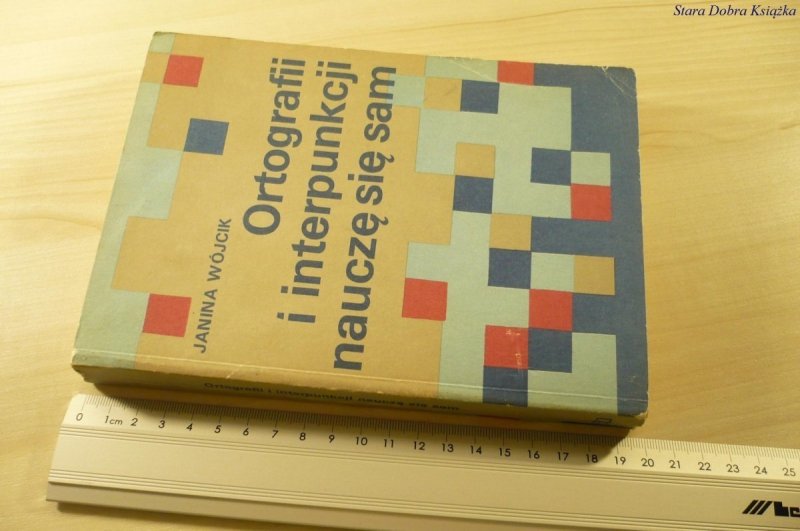 Stara Dobra Książka
JANINA WÓJCIK
Ortografii
i interpunkcji
nauczę się sam
Ortografii i interpunkcji nauczę się sam
0 1cm 2 3 4 5 6 7 8 9 10 11 12 13 14 15 16 17 18 19 20 21 22 23 24 25